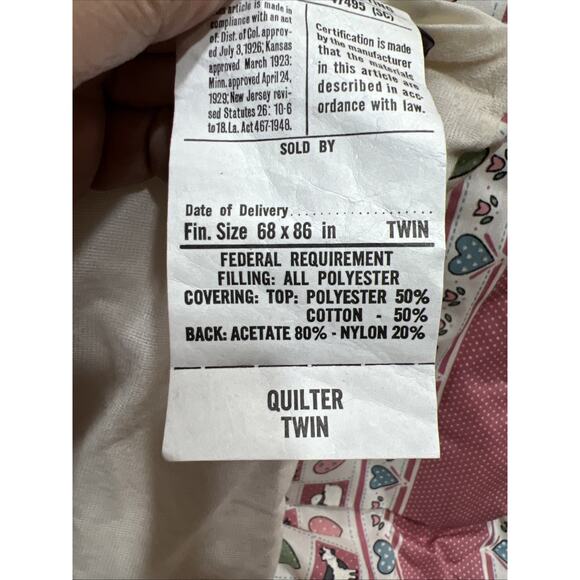 17495 (SC)
article is made in
compliance with an act
of. Dist. of Col. approv-
ed July 3, 1926; Kansas
approved March 1923;
Minn. approved April 24,
1929; New Jersey revi-
sed Statutes 26: 10-6
to 18. La. Act 467-1948.
Certification is made
by the manufacturer
that the materials
in this article are
described in acc-
ordance with law.
SOLD BY
Date of Delivery....................
Fin. Size 68 x 86 in TWIN
FEDERAL REQUIREMENT
FILLING: ALL POLYESTER
COVERING: TOP: POLYESTER 50%
COTTON - 50%
BACK: ACETATE 80% - NYLON 20%
QUILTER
TWIN